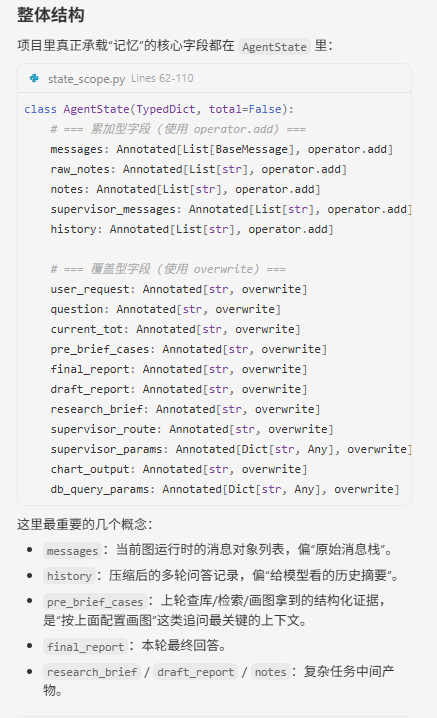 整体结构
项目里真正承载“记忆”的核心字段都在 AgentState 里：
state_scope.py Lines 62-110
class AgentState(TypedDict, total=False):
    # === 累加型字段 (使用 operator.add) ===
    messages: Annotated[List[BaseMessage], operator.add]
    raw_notes: Annotated[List[str], operator.add]
    notes: Annotated[List[str], operator.add]
    supervisor_messages: Annotated[List[str], operator.add]
    history: Annotated[List[str], operator.add]
    # === 覆盖型字段 (使用 overwrite) ===
    user_request: Annotated[str, overwrite]
    question: Annotated[str, overwrite]
    current_tot: Annotated[str, overwrite]
    pre_brief_cases: Annotated[str, overwrite]
    final_report: Annotated[str, overwrite]
    draft_report: Annotated[str, overwrite]
    research_brief: Annotated[str, overwrite]
    supervisor_route: Annotated[str, overwrite]
    supervisor_params: Annotated[Dict[str, Any], overwrite]
    chart_output: Annotated[str, overwrite]
    db_query_params: Annotated[Dict[str, Any], overwrite]
这里最重要的几个概念：
• messages：当前图运行时的消息对象列表，偏“原始消息栈”。
• history：压缩后的多轮问答记录，偏“给模型看的历史摘要”。
• pre_brief_cases：上轮查库/检索/画图拿到的结构化证据，
是“按上面配置画图”这类追问最关键的上下文。
• final_report：本轮最终回答。
• research_brief / draft_report / notes：复杂任务中间产
物。